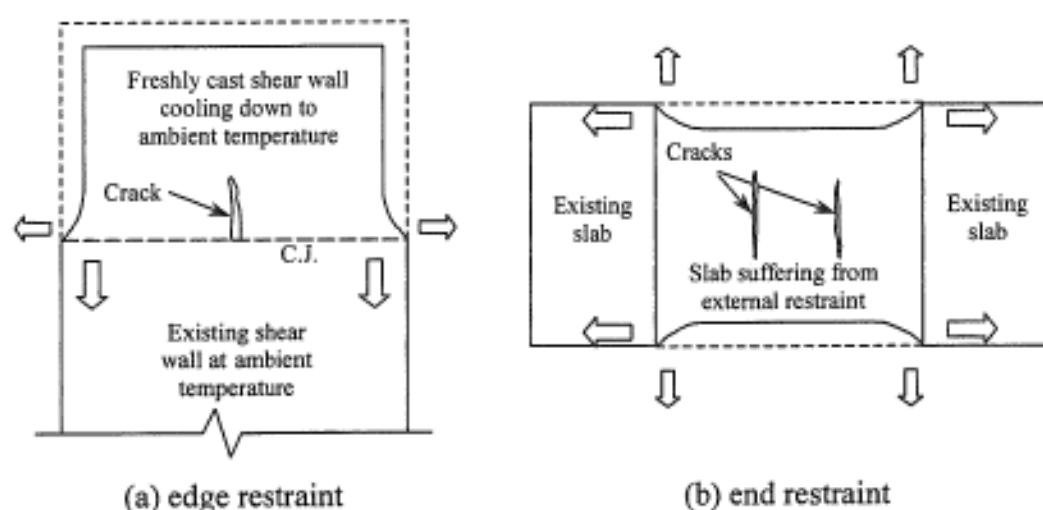 Freshly cast shear wall
cooling down to
ambient temperature
Crack
C.J.
Existing shear
wall at ambient
temperature
(a) edge restraint
Cracks
Existing
slab
Existing
slab
Slab suffering from
external restraint
(b) end restraint